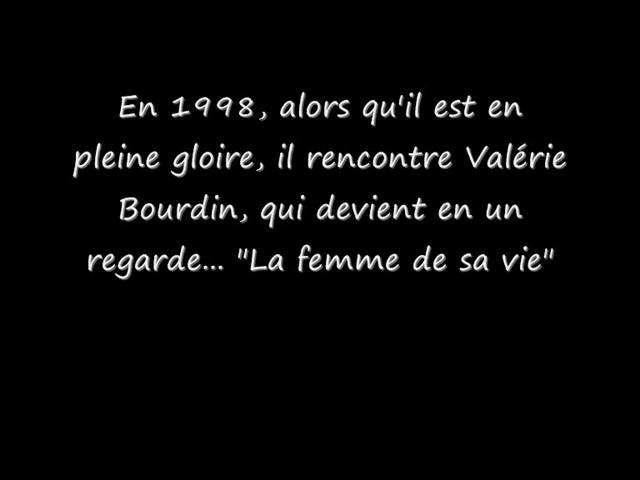 En 1998, alors qu'il est en
pleine gloire, il rencontre Valérie
Bourdin, qui devient en un
regarde... "La femme de sa vie"